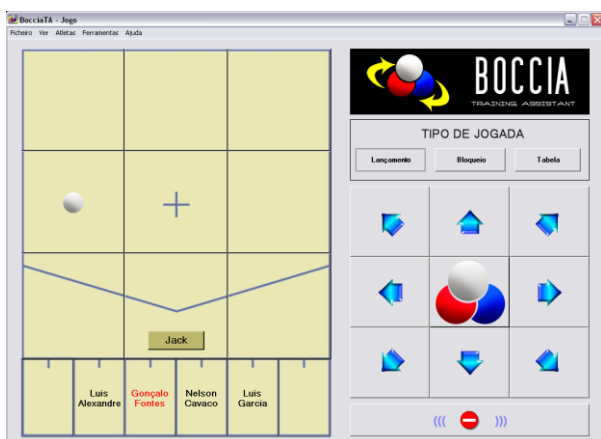 BocciaTA - Jogo
Ficheiro Ver Atletas Ferramentas Ajuda
BOCCIA
TRAINING ASSISTANT
TIPO DE JOGADA
Lançamento Bloqueio Tabela
Jack
Luis Alexandre
Gonçalo Fontes
Nelson Cavaco
Luis Garcia